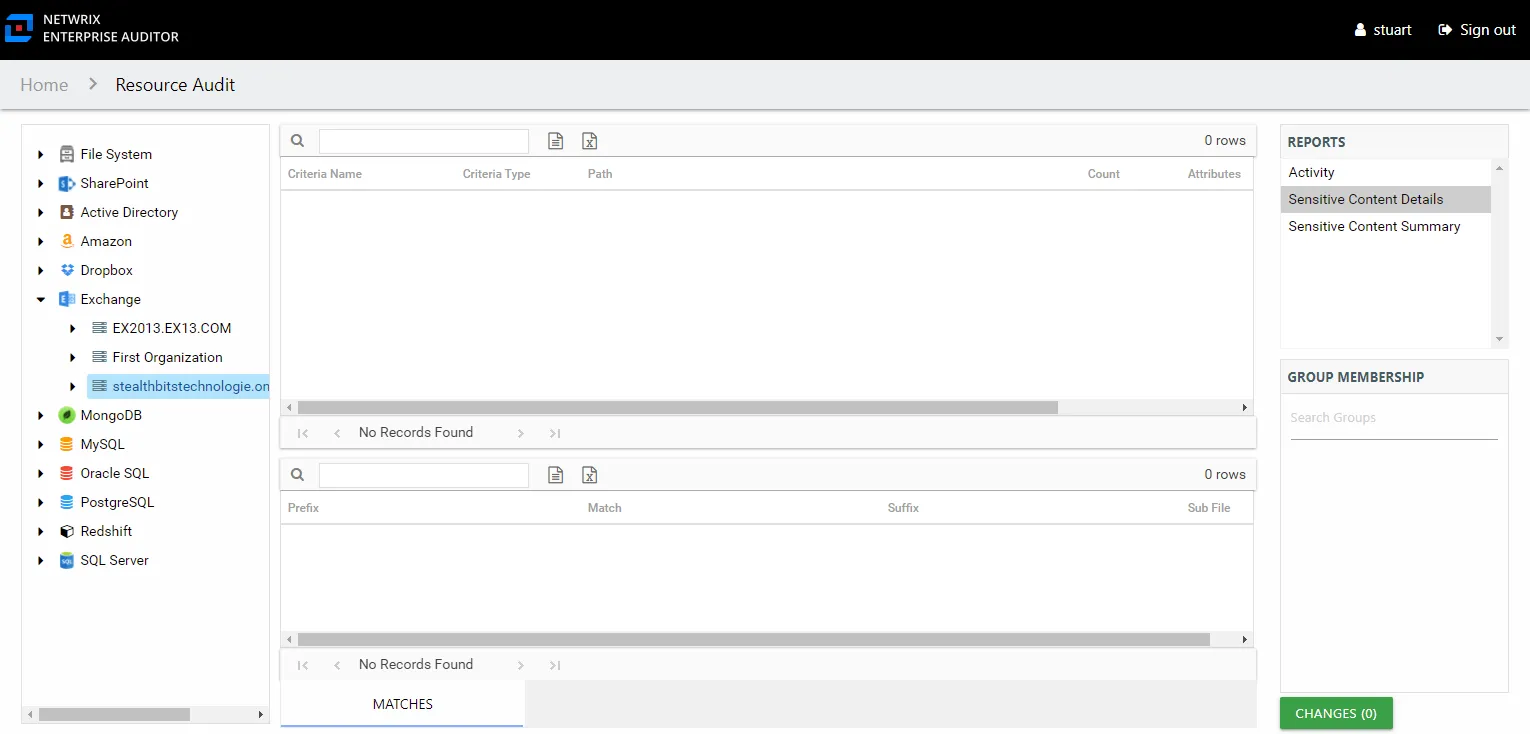 NETWRIX
ENTERPRISE AUDITOR
stuart
Sign out
Home
Resource Audit
File System
SharePoint
Active Directory
Amazon
Dropbox
Exchange
EX2013.EX13.COM
First Organization
stealthbitstechnologie.on
MongoDB
MySQL
Oracle SQL
PostgreSQL
Redshift
SQL Server
0 rows
Criteria Name Criteria Type Path Count Attributes
No Records Found
0 rows
Prefix Match Suffix Sub File
No Records Found
MATCHES
REPORTS
Activity
Sensitive Content Details
Sensitive Content Summary
GROUP MEMBERSHIP
Search Groups
CHANGES (0)